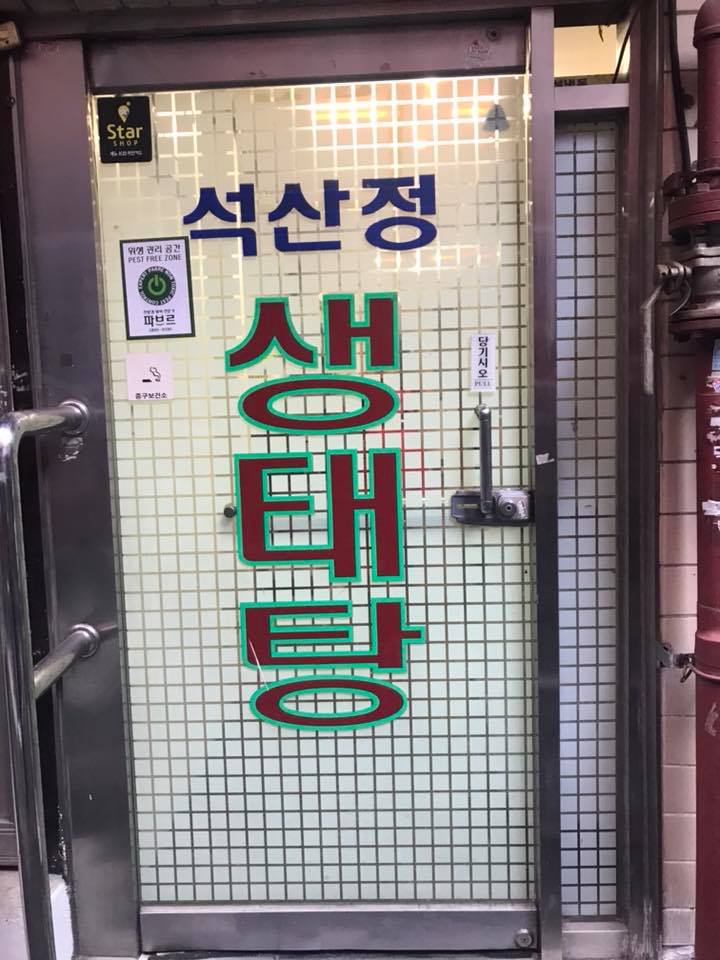 Star
SHOP
석산정
위생 관리 공간
PEST FREE ZONE
파브르
중구보건소
당기시오
PULL
생태탕